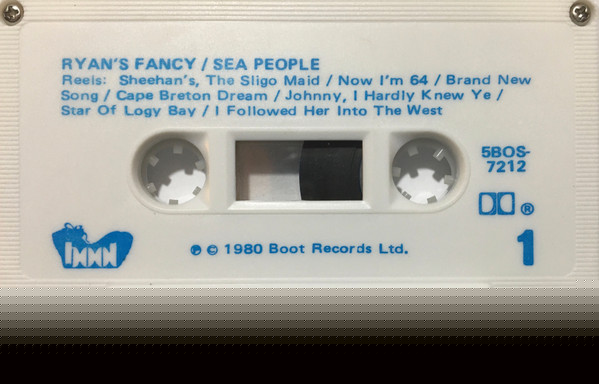 RYAN'S FANCY / SEA PEOPLE
Reels: Sheehan's, The Sligo Maid / Now I'm 64 / Brand New
Song / Cape Breton Dream / Johnny, I Hardly Knew Ye /
Star Of Logy Bay / I Followed Her Into The West
5BOS-
7212
®
℗ © 1980 Boot Records Ltd.
1